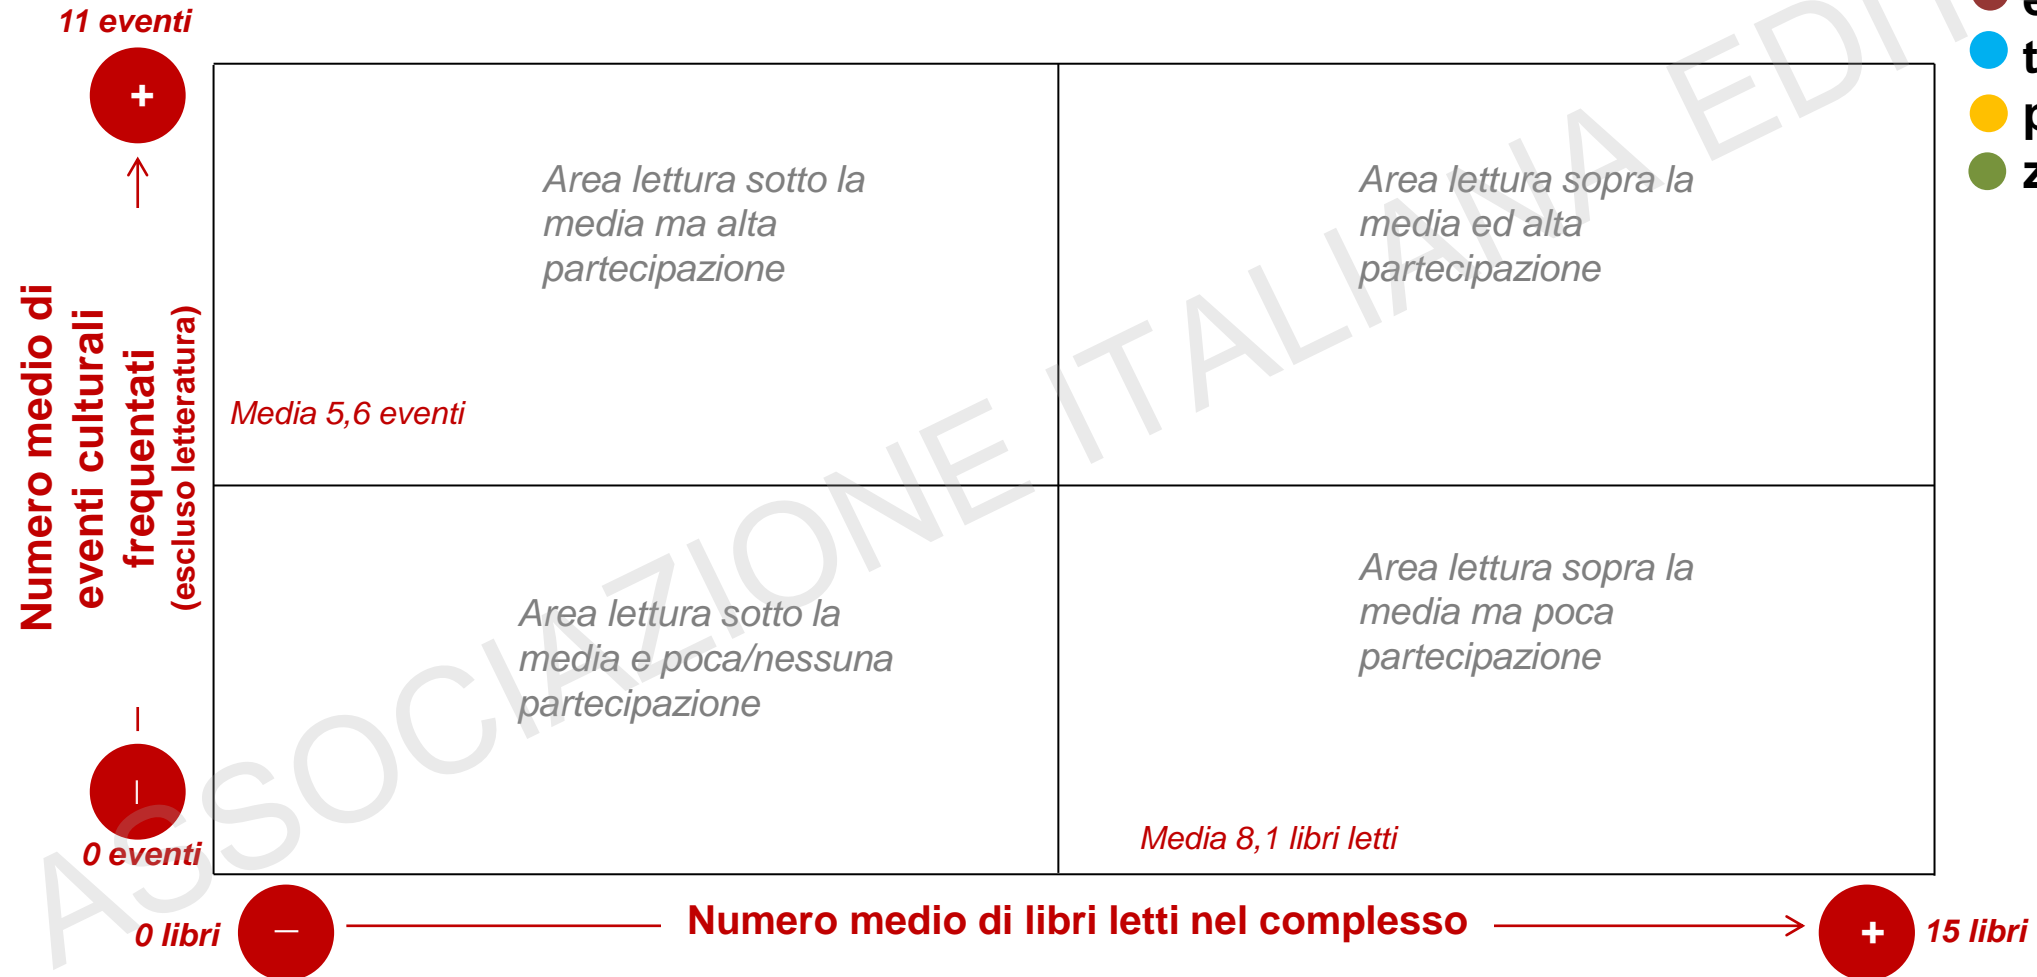 11 eventi
+
Area lettura sotto la
media ma alta
partecipazione
Area lettura sopra la
media ed alta
partecipazione
Numero medio di
eventi culturali
frequentati
(escluso letteratura)
Media 5,6 eventi
Area lettura sotto la
media e poca/nessuna
partecipazione
Area lettura sopra la
media ma poca
partecipazione
0 eventi
Media 8,1 libri letti
0 libri
–
Numero medio di libri letti nel complesso
+
15 libri
ASSOCIAZIONE ITALIANA